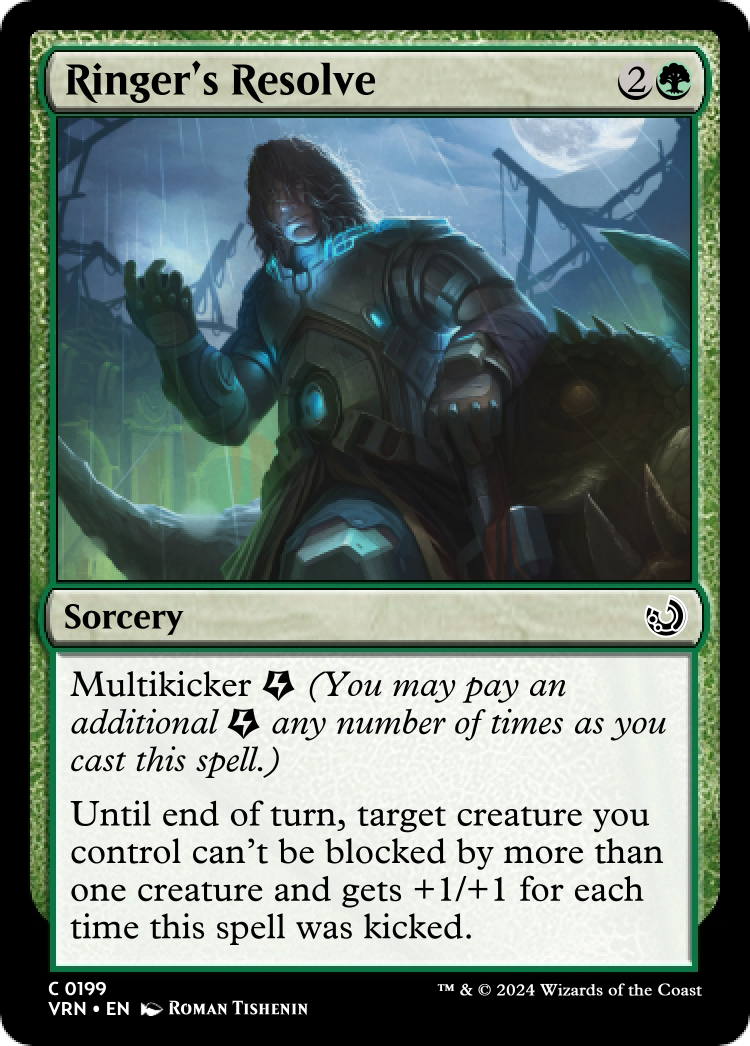 Ringer's Resolve 2
Sorcery
Multikicker (You may pay an
additional any number of times as you
cast this spell.)
Until end of turn, target creature you
control can't be blocked by more than
one creature and gets +1/+1 for each
time this spell was kicked.
C 0199
VRN • EN Roman Tishenin
™ & © 2024 Wizards of the Coast